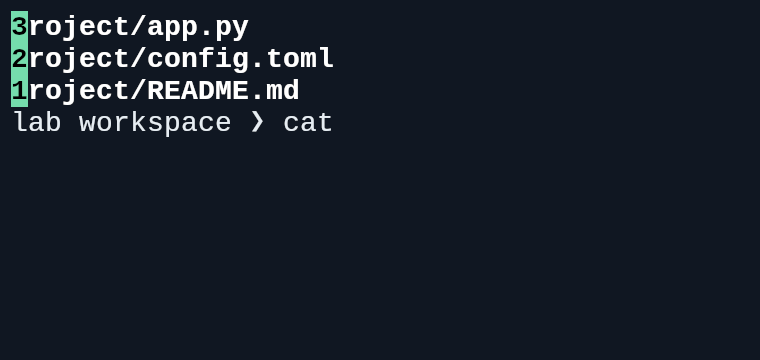 3roject/app.py
2roject/config.toml
1roject/README.md
lab workspace ❯ cat